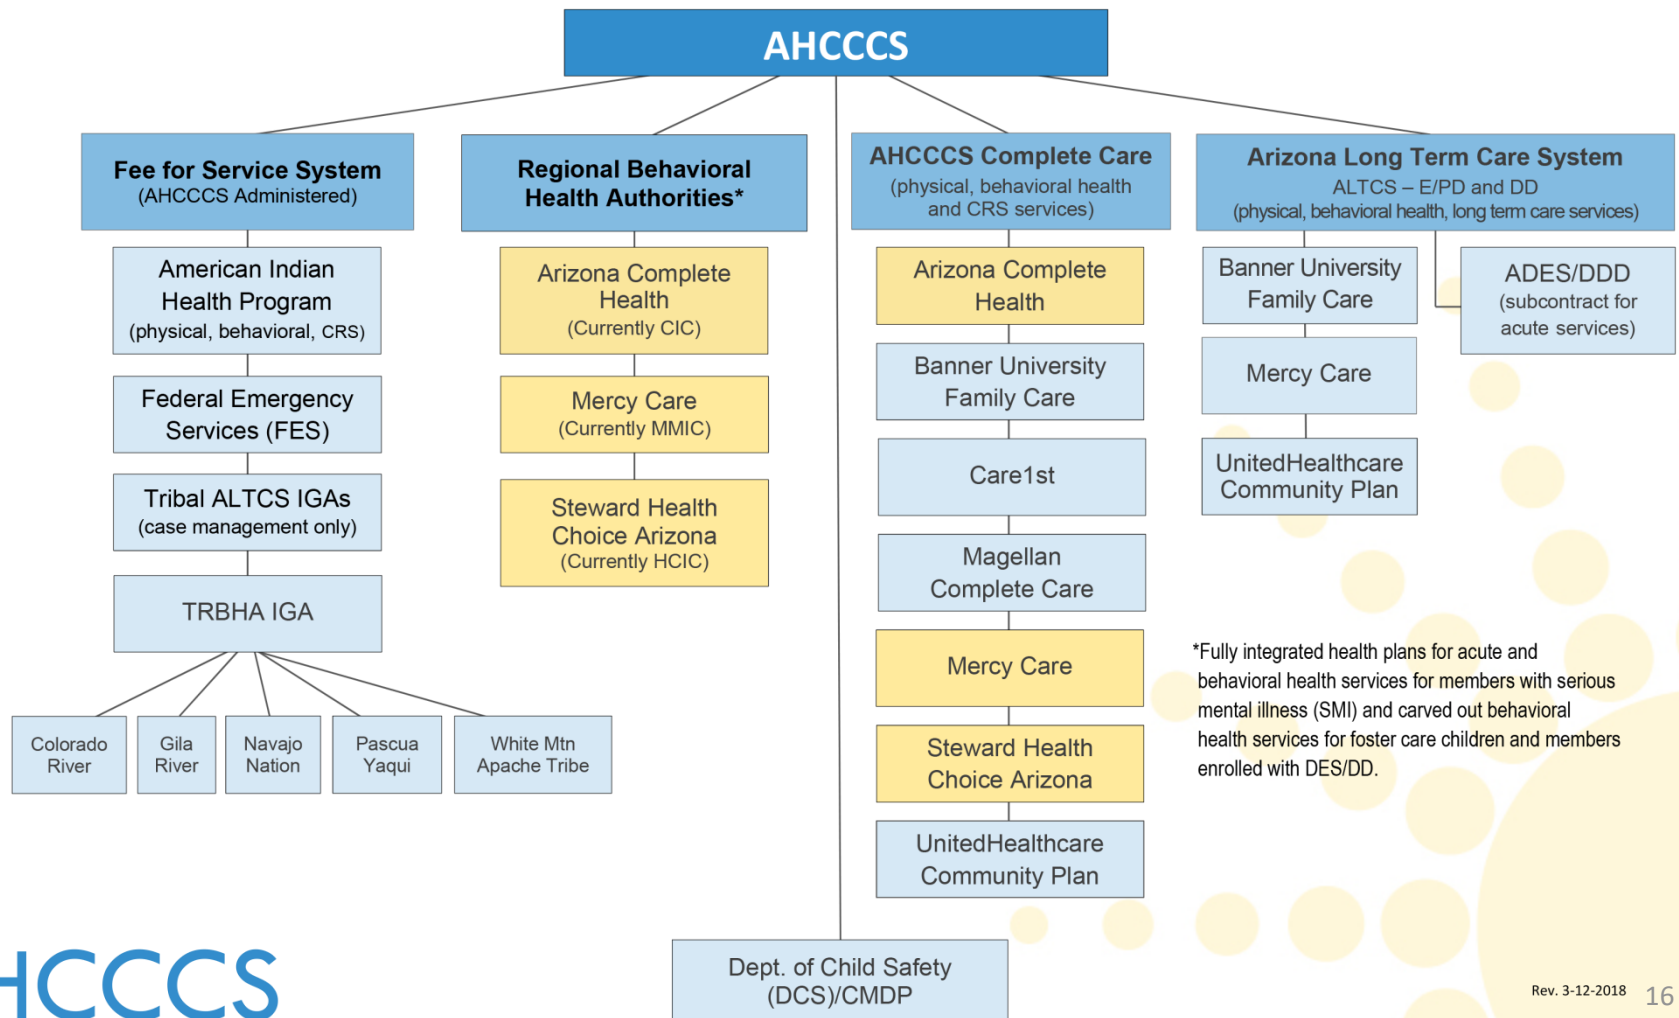 AHCCCS
Fee for Service System
(AHCCCS Administered)
American Indian
Health Program
(physical, behavioral, CRS)
Federal Emergency
Services (FES)
Tribal ALTCS IGAs
(case management only)
TRBHA IGA
Colorado
River
Gila
River
Navajo
Nation
Pascua
Yaqui
White Mtn
Apache Tribe
Regional Behavioral
Health Authorities*
Arizona Complete
Health
(Currently CIC)
Mercy Care
(Currently MMIC)
Steward Health
Choice Arizona
(Currently HCIC)
AHCCCS Complete Care
(physical, behavioral health
and CRS services)
Arizona Complete
Health
Banner University
Family Care
Care1st
Magellan
Complete Care
Mercy Care
Steward Health
Choice Arizona
UnitedHealthcare
Community Plan
Arizona Long Term Care System
ALTCS – E/PD and DD
(physical, behavioral health, long term care services)
Banner University
Family Care
Mercy Care
UnitedHealthcare
Community Plan
ADES/DDD
(subcontract for
acute services)
*Fully integrated health plans for acute and
behavioral health services for members with serious
mental illness (SMI) and carved out behavioral
health services for foster care children and members
enrolled with DES/DD.
Dept. of Child Safety
(DCS)/CMDP
HCCCS
Rev. 3-12-2018 16